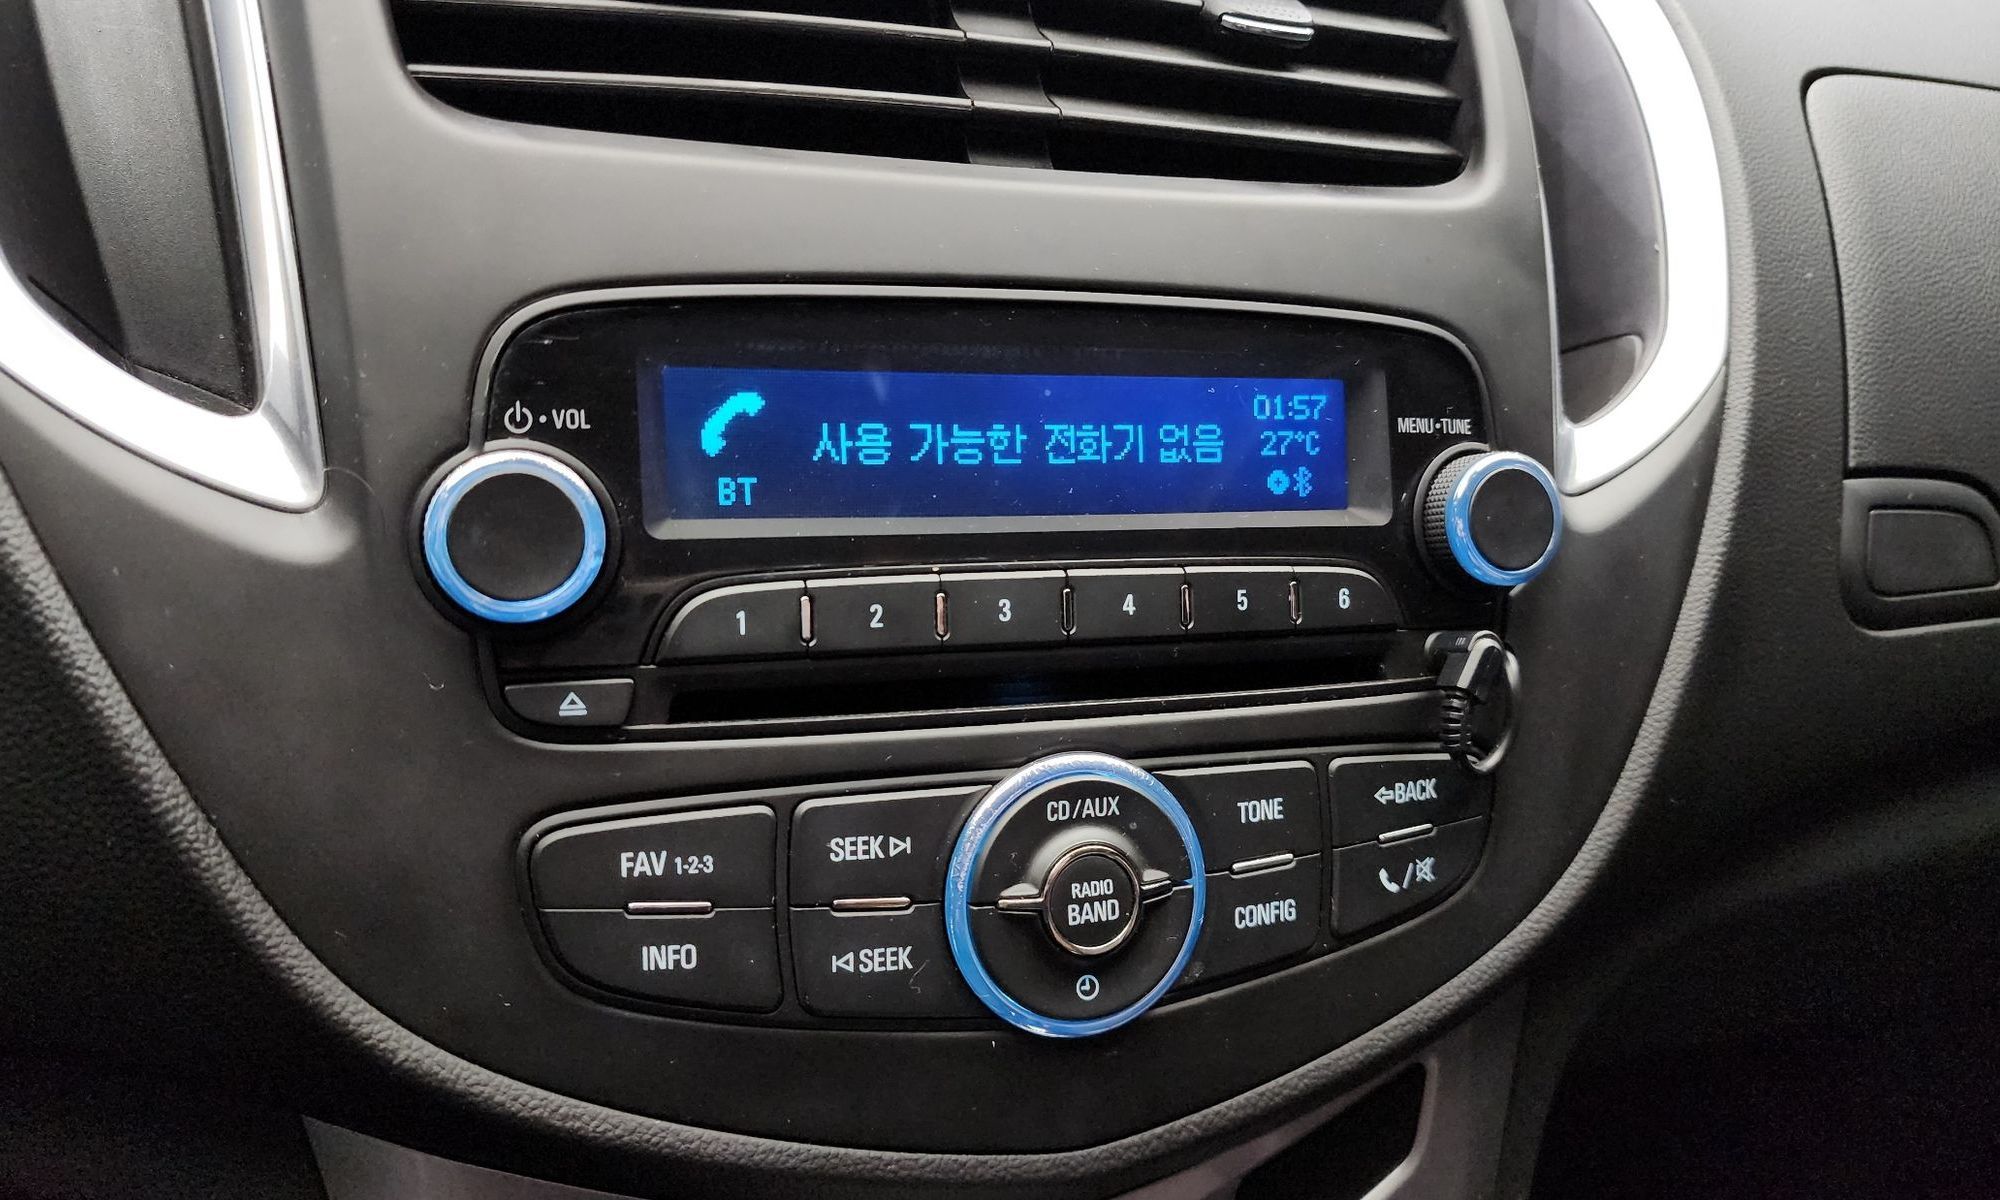 VOL
MENU•TUNE
사용 가능한 전화기 없음
01:57
27°C
BT
1 2 3 4 5 6
CD/AUX
TONE
BACK
FAV 1-2-3
SEEK
RADIO
BAND
CONFIG
INFO
SEEK